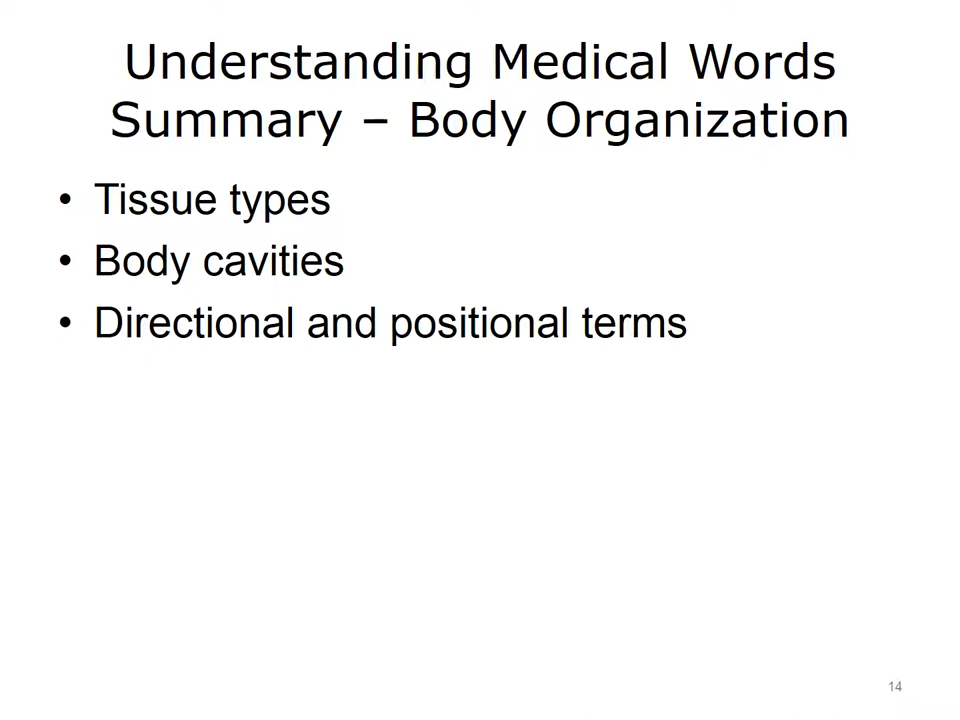 Understanding Medical Words
Summary – Body Organization
• Tissue types
• Body cavities
• Directional and positional terms
14